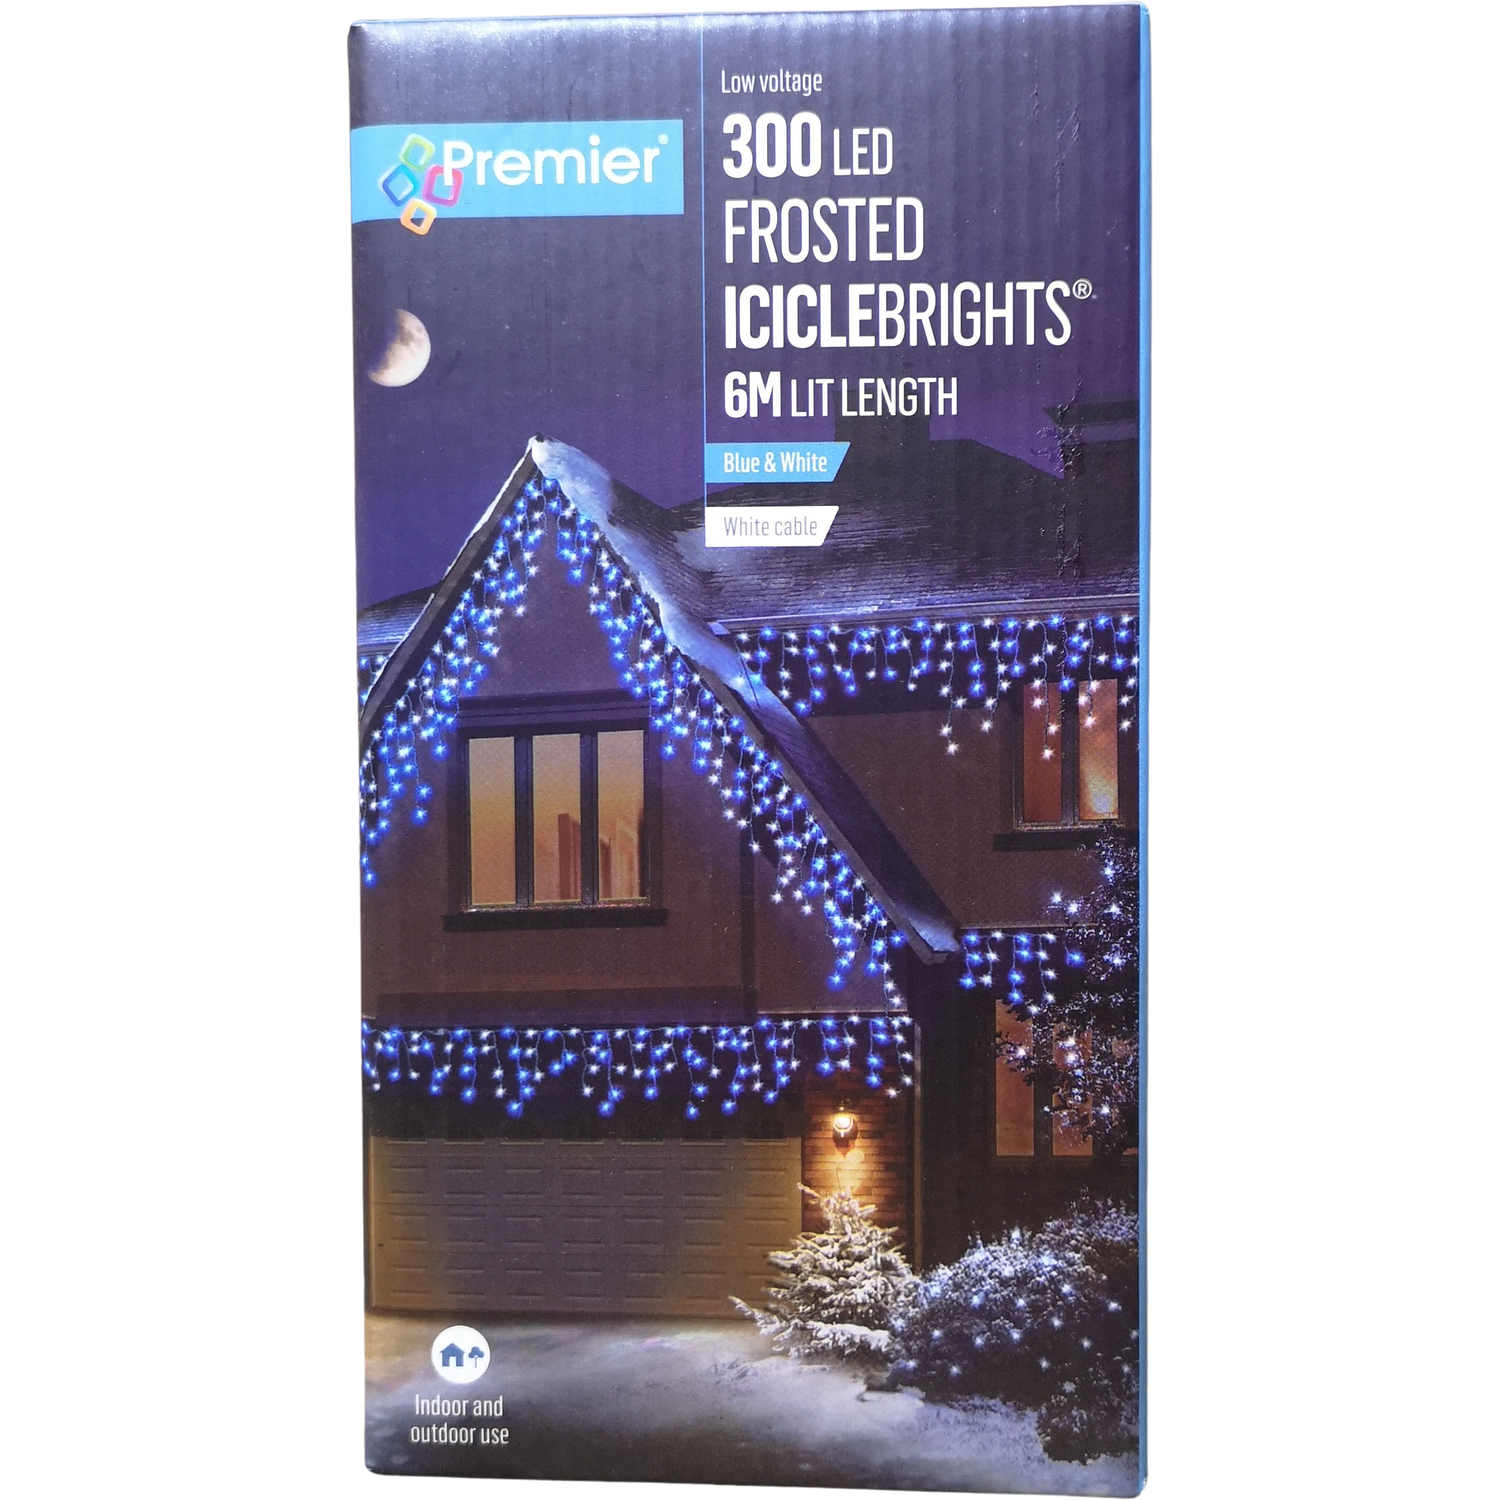 Premier®
Low voltage
300 LED
FROSTED
ICICLEBRIGHTS®
6M LIT LENGTH
Blue & White
White cable
Indoor and
outdoor use